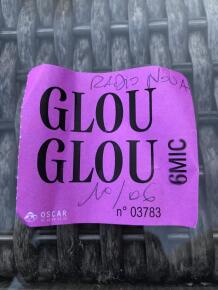 RADIO NOVA
GLOU
GLOU
6MIC
10/06
OSCAR
n° 03783